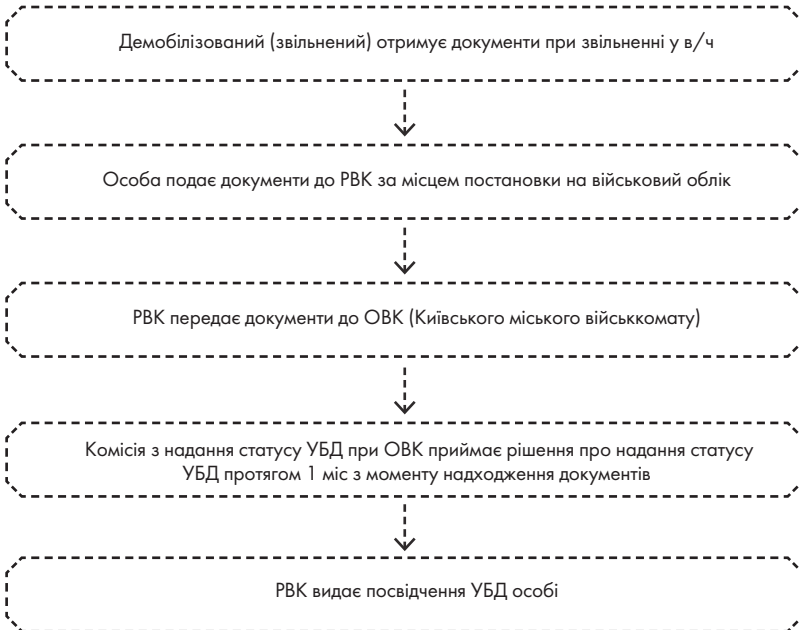 Демобілізований (звільнений) отримує документи при звільненні у в/ч
Особа подає документи до РВК за місцем постановки на військовий облік
РВК передає документи до ОВК (Київського міського військкомату)
Комісія з надання статусу УБД при ОВК приймає рішення про надання статусу
УБД протягом 1 міс з моменту надходження документів
РВК видає посвідчення УБД особі